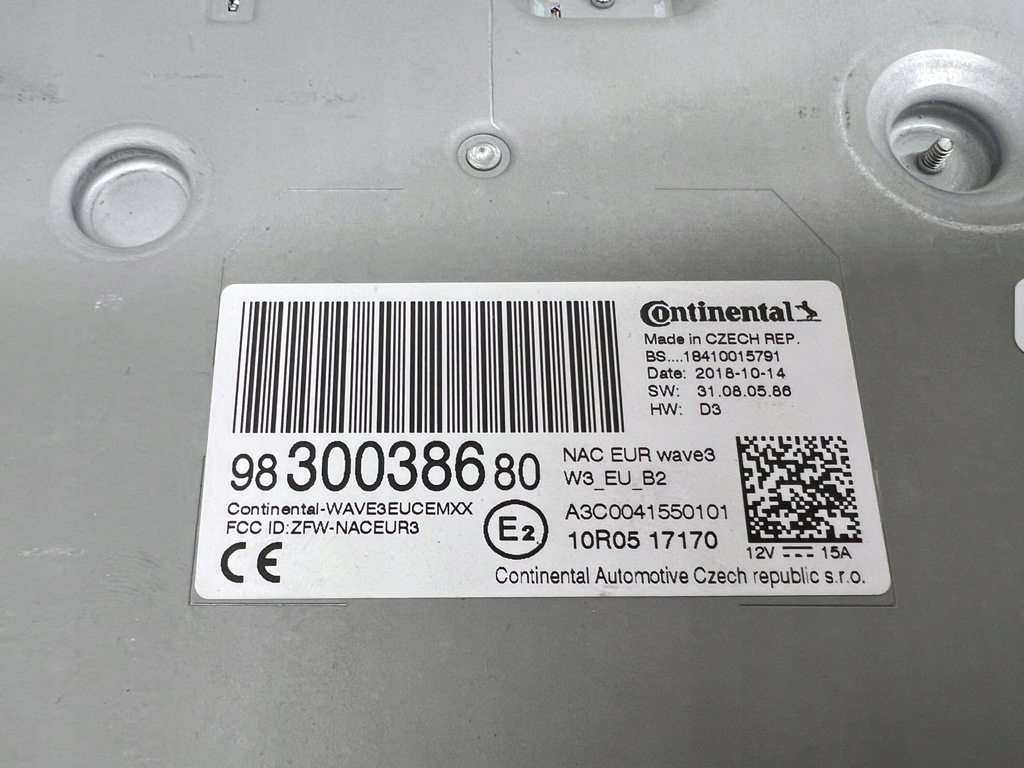 Continental
Made in CZECH REP.
BS....18410015791
Date: 2018-10-14
SW: 31.08.05.86
HW: D3
98 300038680
NAC EUR wave3
W3_EU_B2
Continental-WAVE3EUCEMXX
FCC ID:ZFW-NACEUR3
CE
E2
A3C0041550101
10R05 17170
12V 15A
Continental Automotive Czech republic s.r.o.